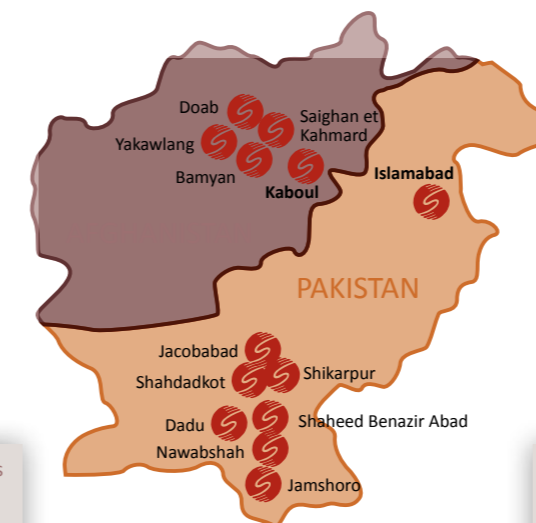 Doab
Saighan et
Kahmard
Yakawlang
Bamyan
Kaboul
Islamabad
PAKISTAN
Jacobabad
Shahdadkot
Shikarpur
Dadu
Shaheed Benazir Abad
Nawabshah
Jamshoro
s